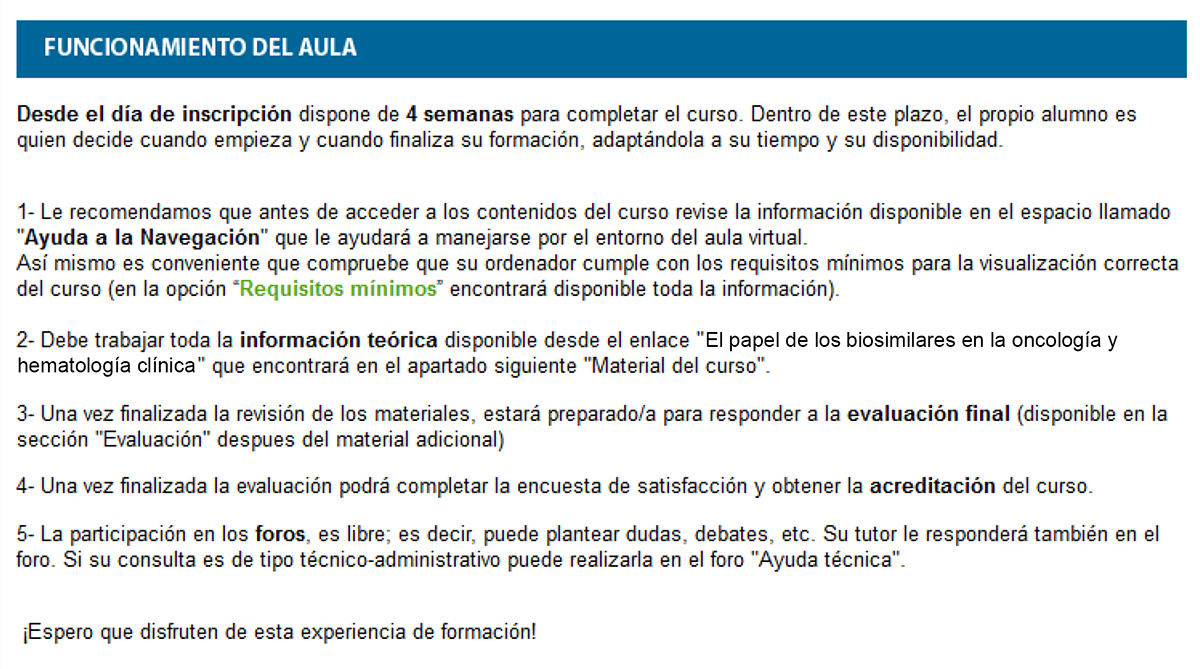 FUNCIONAMIENTO DEL AULA
Desde el día de inscripción dispone de 4 semanas para completar el curso. Dentro de este plazo, el propio alumno es
quien decide cuando empieza y cuando finaliza su formación, adaptándola a su tiempo y su disponibilidad.
1- Le recomendamos que antes de acceder a los contenidos del curso revise la información disponible en el espacio llamado
"Ayuda a la Navegación" que le ayudará a manejarse por el entorno del aula virtual.
Así mismo es conveniente que compruebe que su ordenador cumple con los requisitos mínimos para la visualización correcta
del curso (en la opción “Requisitos mínimos” encontrará disponible toda la información).
2- Debe trabajar toda la información teórica disponible desde el enlace "El papel de los biosimilares en la oncología y
hematología clínica" que encontrará en el apartado siguiente "Material del curso".
3- Una vez finalizada la revisión de los materiales, estará preparado/a para responder a la evaluación final (disponible en la
sección "Evaluación" despues del material adicional)
4- Una vez finalizada la evaluación podrá completar la encuesta de satisfacción y obtener la acreditación del curso.
5- La participación en los foros, es libre; es decir, puede plantear dudas, debates, etc. Su tutor le responderá también en el
foro. Si su consulta es de tipo técnico-administrativo puede realizarla en el foro "Ayuda técnica".
¡Espero que disfruten de esta experiencia de formación!